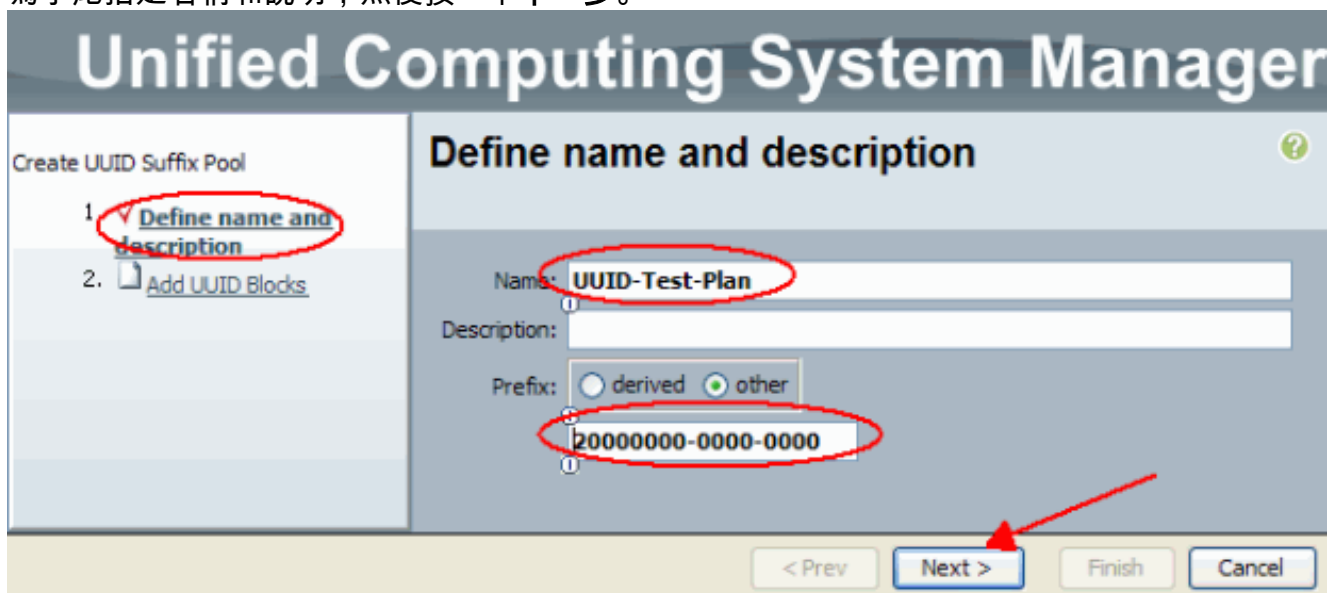 Unified Computing System Manager
Create UUID Suffix Pool
1. Define name and description
2. Add UUID Blocks
Define name and description
Name: UUID-Test-Plan
Description:
Prefix: derived other
20000000-0000-0000
< Prev Next > Finish Cancel